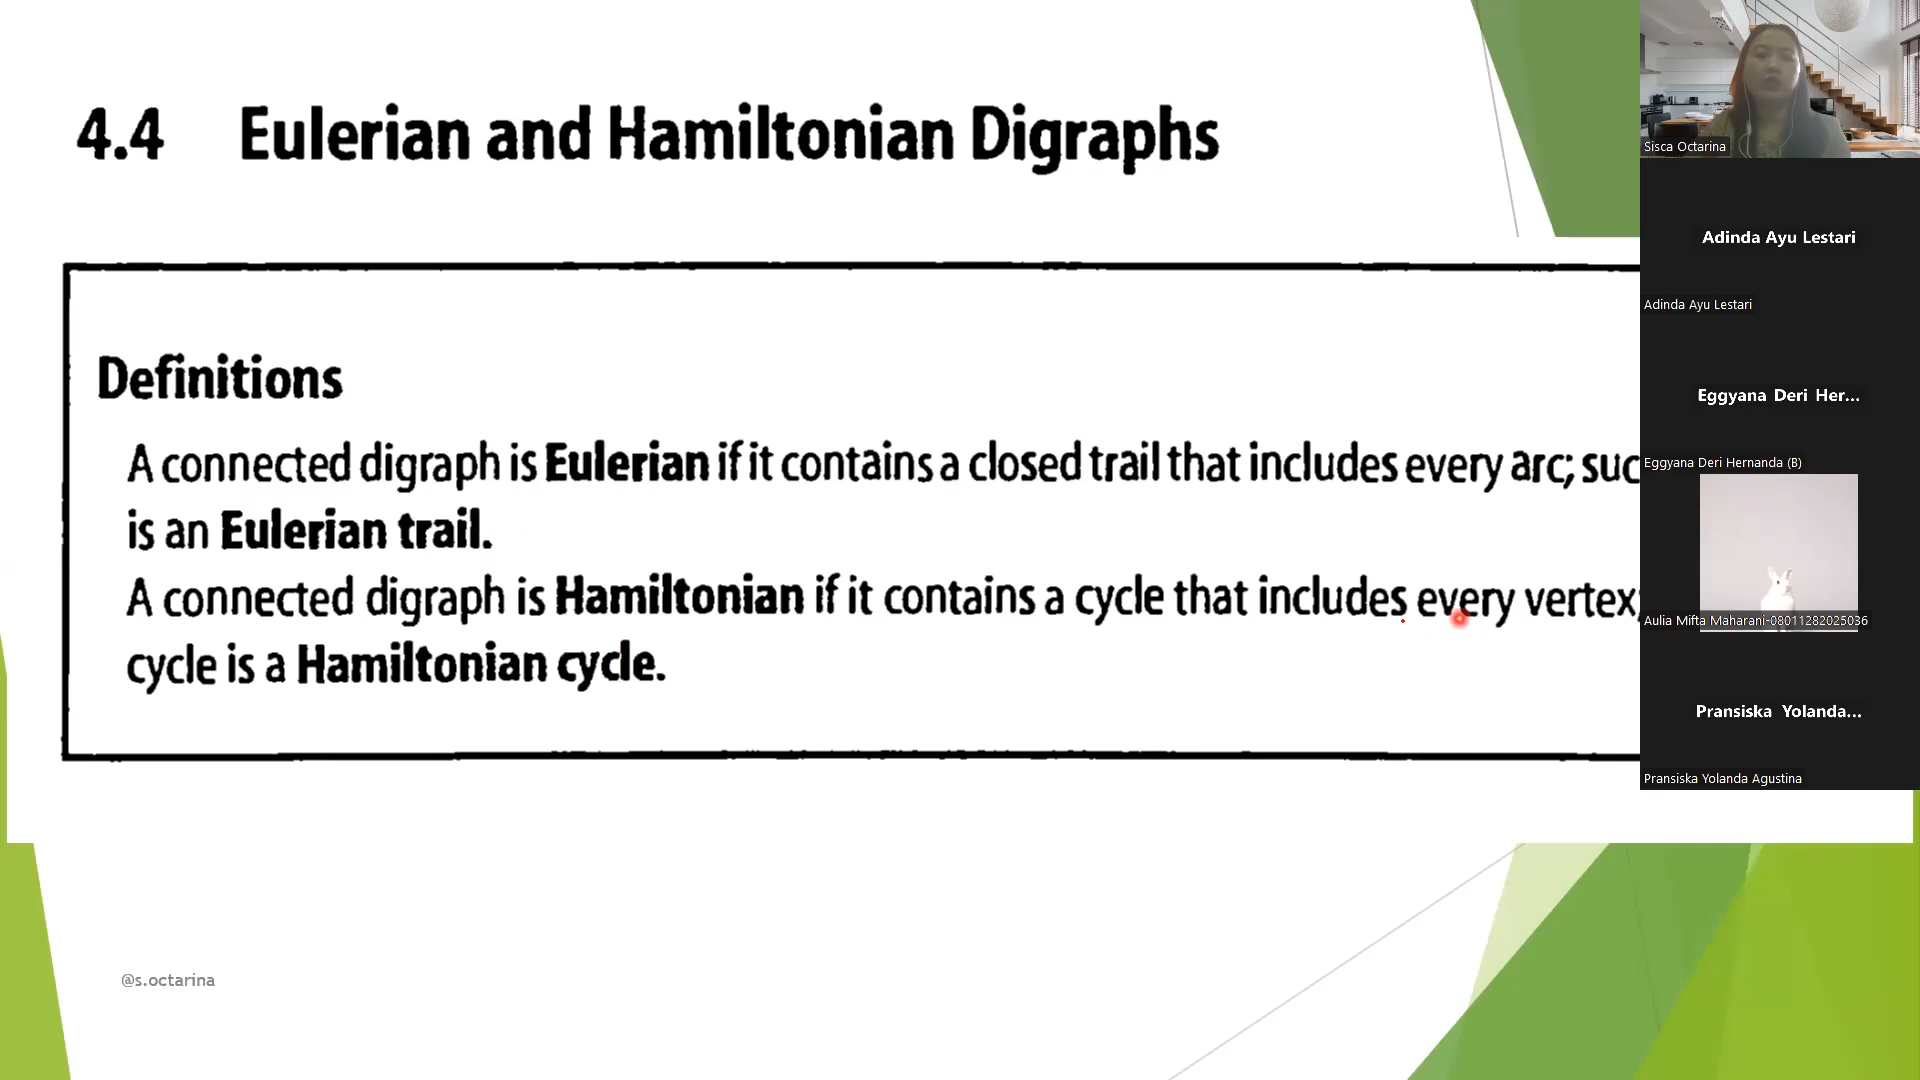 4.4 Eulerian and Hamiltonian Digraphs
Definitions
A connected digraph is Eulerian if it contains a closed trail that includes every arc; suc
is an Eulerian trail.
A connected digraph is Hamiltonian if it contains a cycle that includes every vertex;
cycle is a Hamiltonian cycle.
@s.octarina
Sisca Octarina
Adinda Ayu Lestari
Adinda Ayu Lestari
Eggyana Deri Her...
Eggyana Deri Hernanda (B)
Aulia Mifta Maharani-08011282025036
Pransiska Yolanda...
Pransiska Yolanda Agustina